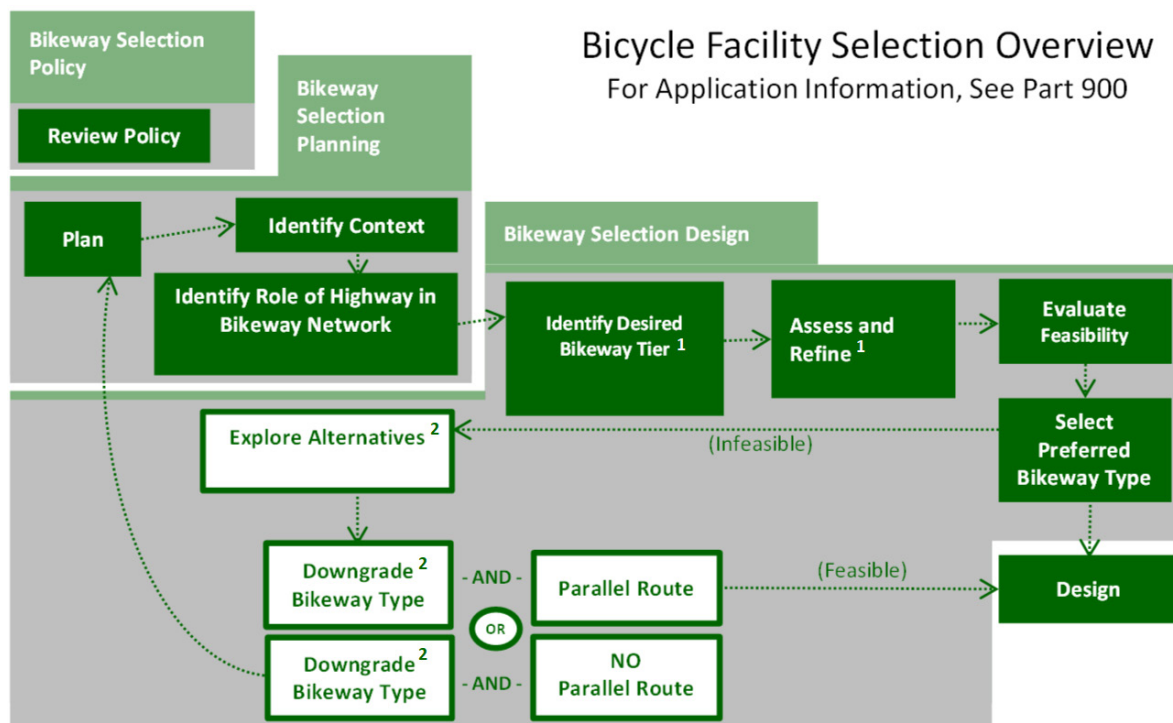 Bicycle Facility Selection Overview
For Application Information, See Part 900
Bikeway Selection
Policy
Review Policy
Bikeway
Selection
Planning
Plan
Identify Context
Identify Role of Highway in
Bikeway Network
Bikeway Selection Design
Identify Desired
Bikeway Tier 1
Assess and
Refine 1
Evaluate
Feasibility
Select
Preferred
Bikeway Type
(Infeasible)
Explore Alternatives 2
Downgrade 2
Bikeway Type
- AND -
Parallel Route
(Feasible)
Design
OR
Downgrade 2
Bikeway Type
- AND -
NO
Parallel Route